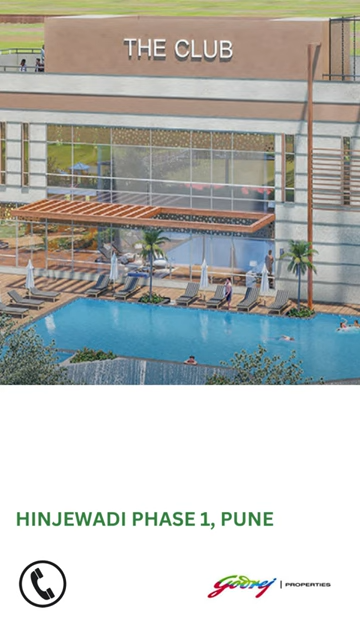 THE CLUB
HINJEWADI PHASE 1, PUNE
Godrej | PROPERTIES